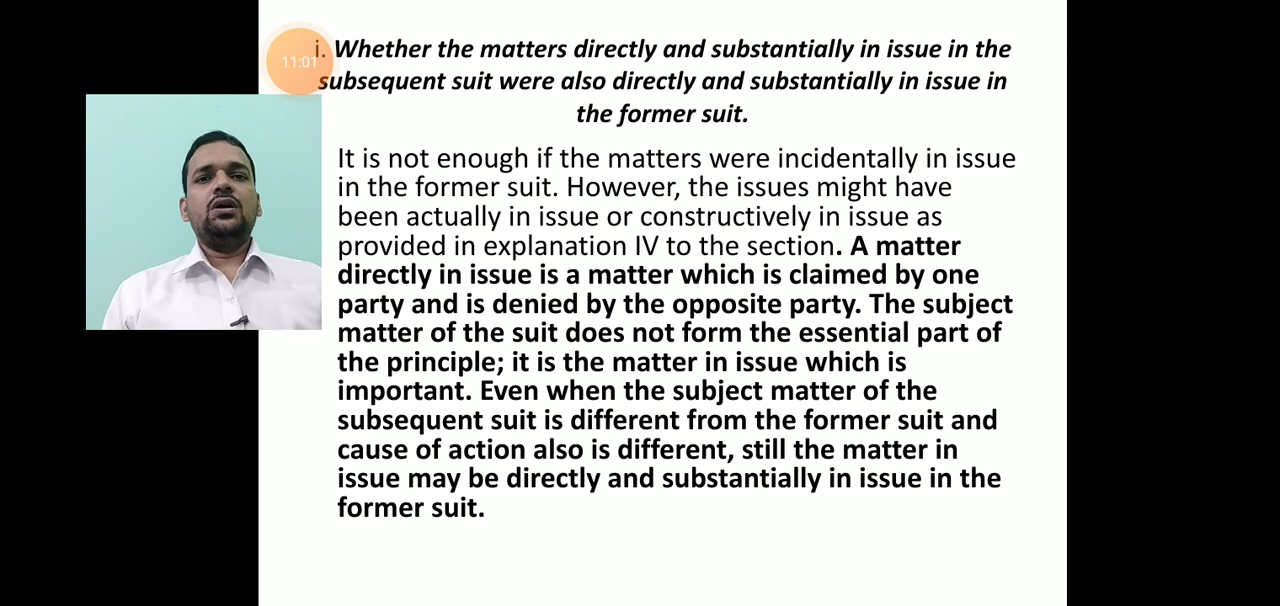 i. Whether the matters directly and substantially in issue in the
11:01
subsequent suit were also directly and substantially in issue in
the former suit.
It is not enough if the matters were incidentally in issue
in the former suit. However, the issues might have
been actually in issue or constructively in issue as
provided in explanation IV to the section. A matter
directly in issue is a matter which is claimed by one
party and is denied by the opposite party. The subject
matter of the suit does not form the essential part of
the principle; it is the matter in issue which is
important. Even when the subject matter of the
subsequent suit is different from the former suit and
cause of action also is different, still the matter in
issue may be directly and substantially in issue in the
former suit.